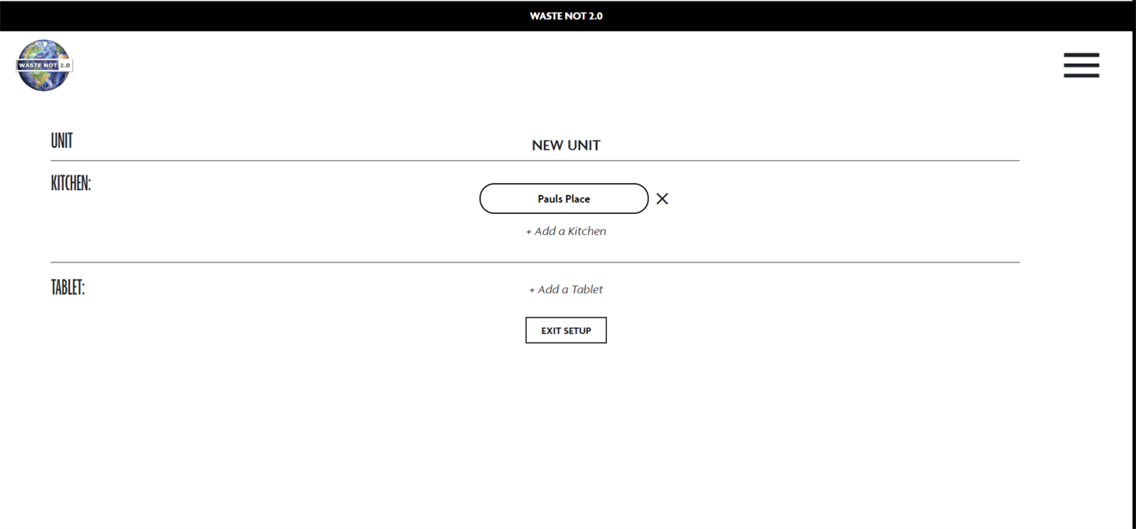 WASTE NOT 2.0
WASTE NOT 2.0
UNIT
NEW UNIT
KITCHEN:
Pauls Place
+ Add a Kitchen
TABLET:
+ Add a Tablet
EXIT SETUP